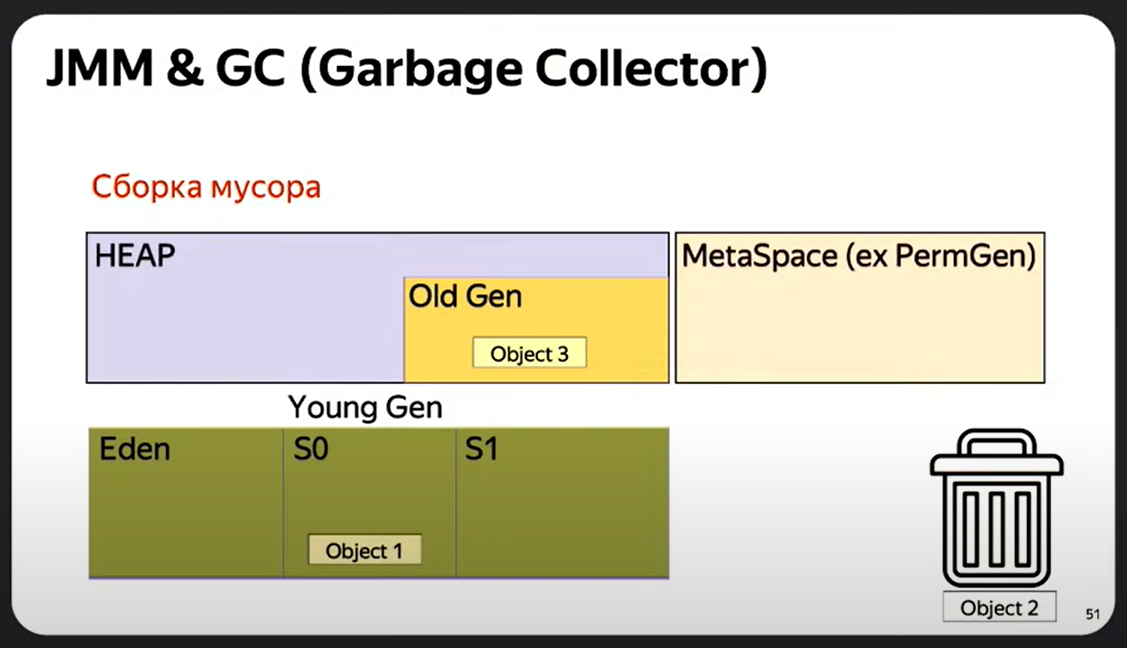 JMM & GC (Garbage Collector)
Сборка мусора
HEAP
MetaSpace (ex PermGen)
Old Gen
Object 3
Young Gen
Eden
S0
S1
Object 1
Object 2
51